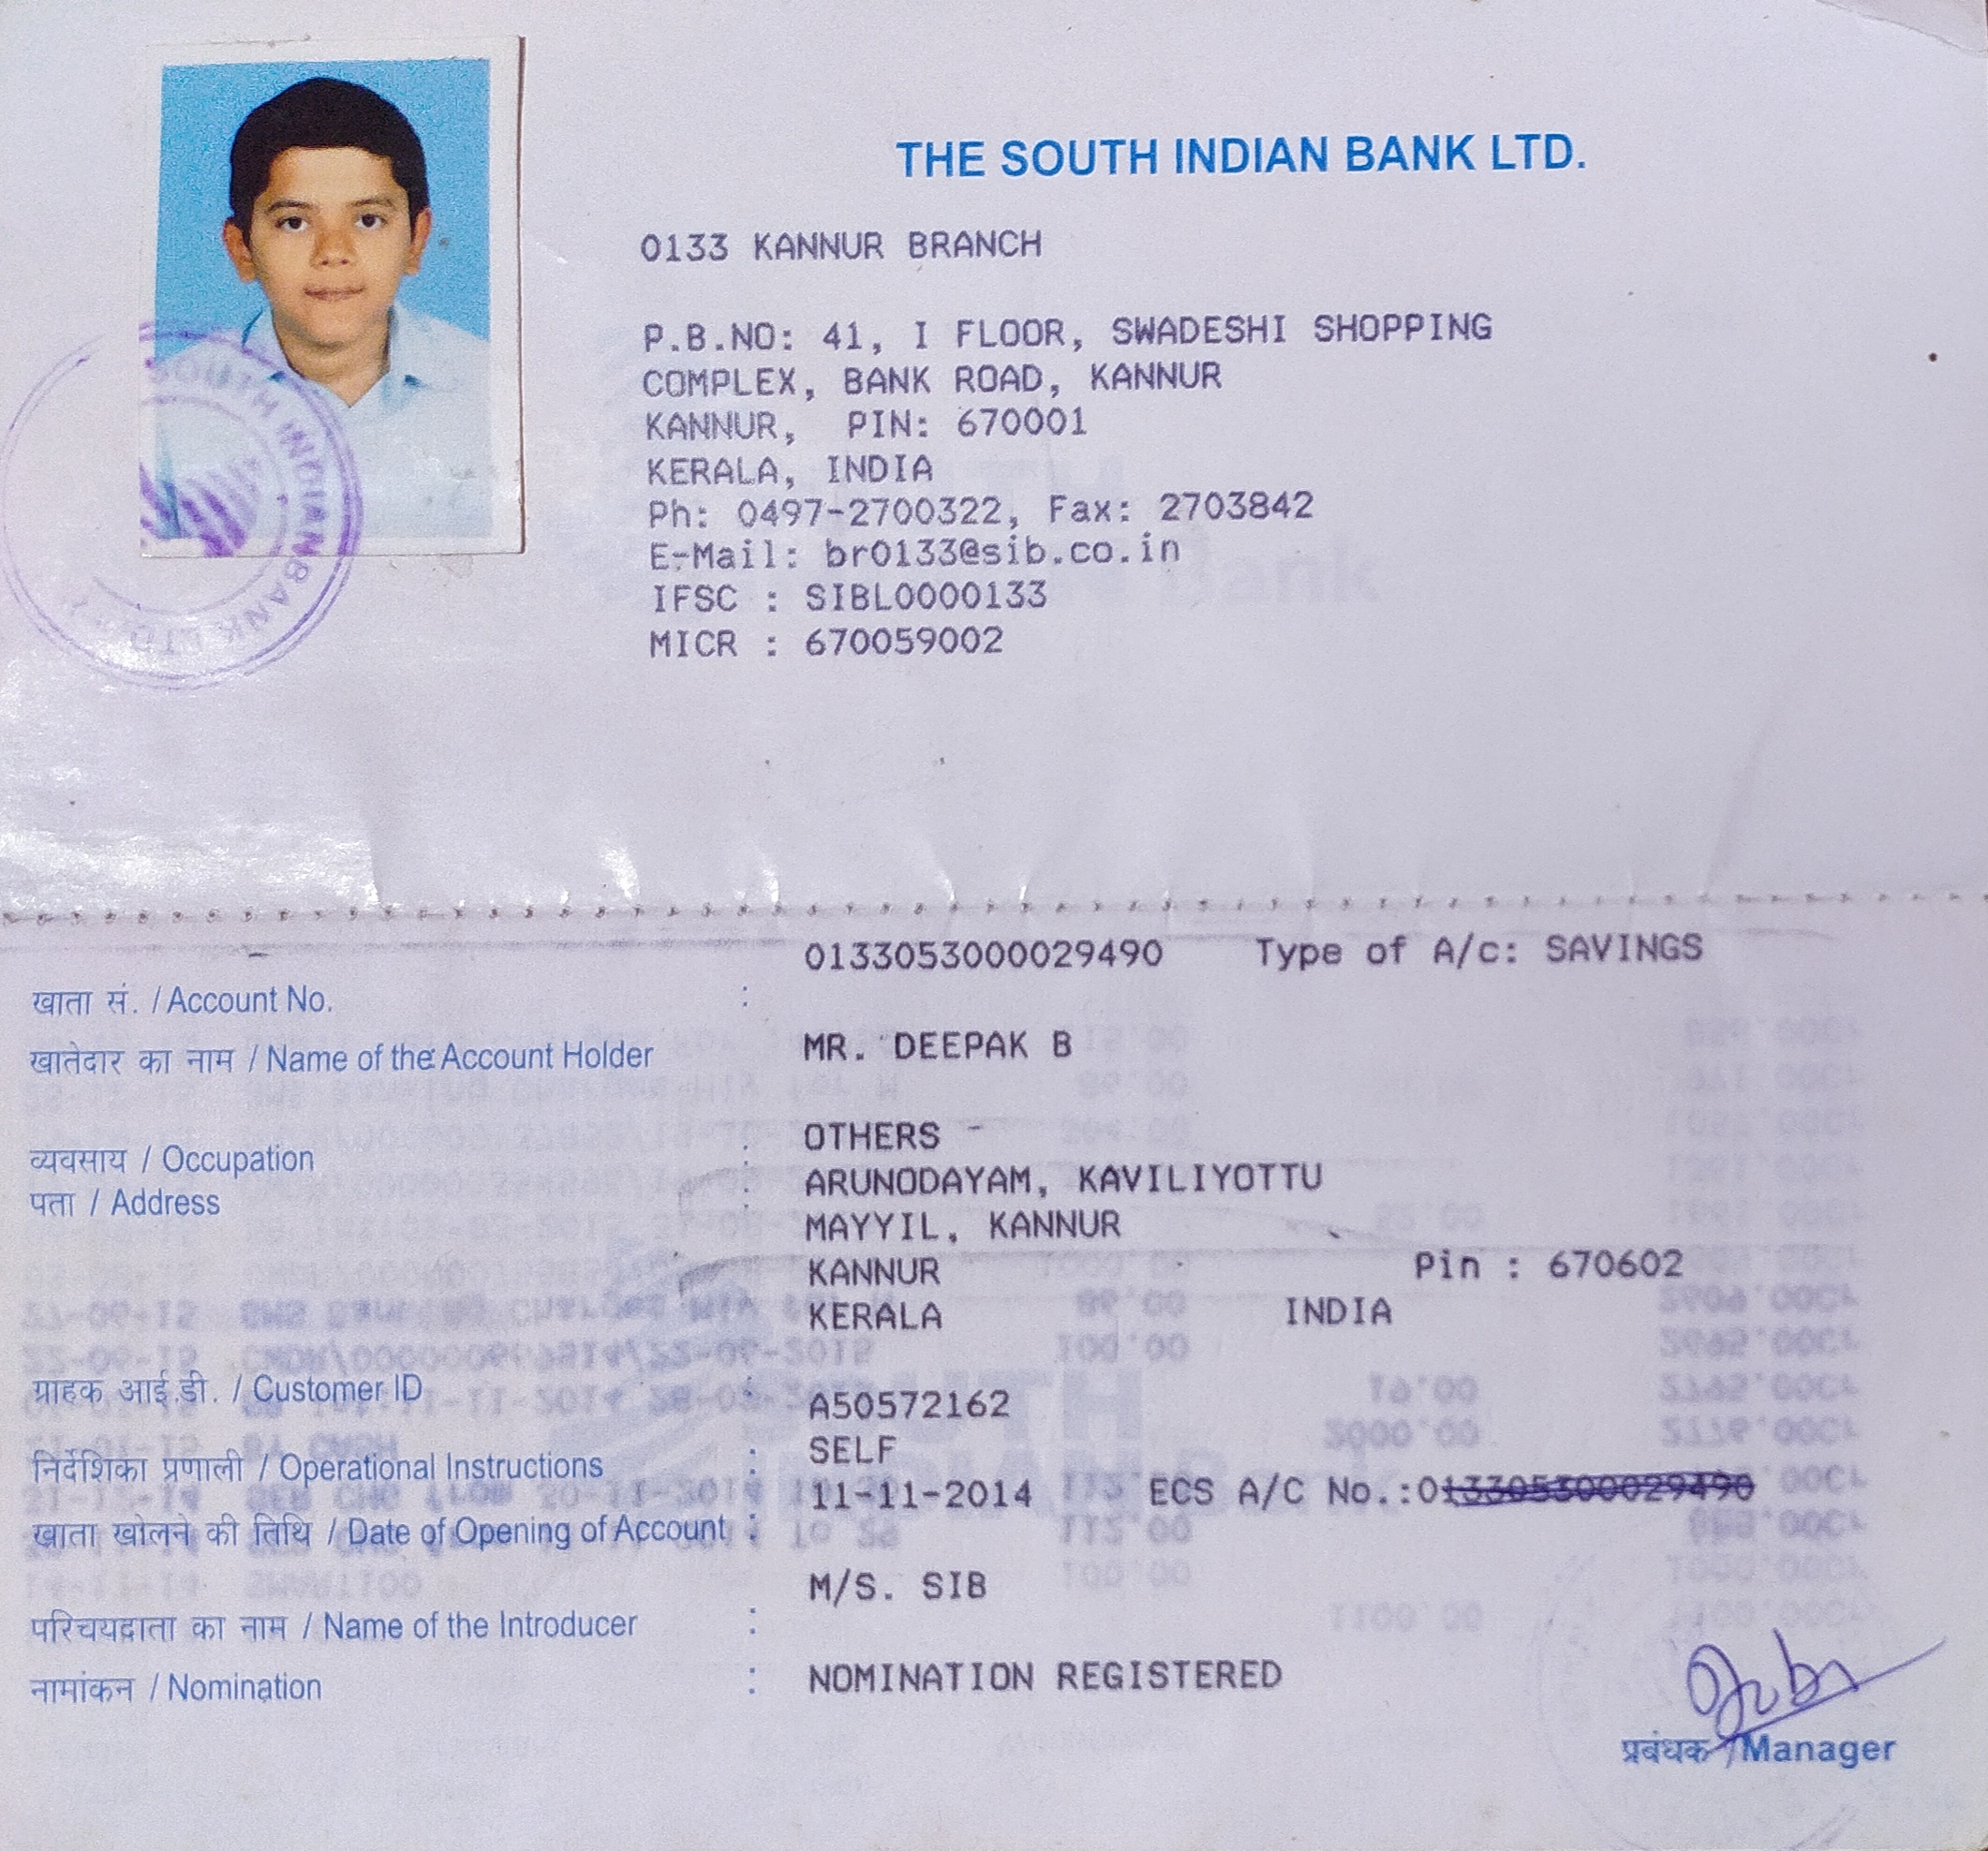 THE SOUTH INDIAN BANK LTD.
0133 KANNUR BRANCH
P.B.NO: 41, I FLOOR, SWADESHI SHOPPING
COMPLEX, BANK ROAD, KANNUR
KANNUR, PIN: 670001
KERALA, INDIA
Ph: 0497-2700322, Fax: 2703842
E-Mail: br0133@sib.co.in
IFSC : SIBL0000133
MICR : 670059002
SOUTH INDIAN BANK LTD
0133053000029490 Type of A/c: SAVINGS
खाता सं. / Account No. :
खातेदार का नाम / Name of the Account Holder MR. DEEPAK B
व्यवसाय / Occupation : OTHERS -
पता / Address : ARUNODAYAM, KAVILIYOTTU
MAYYIL, KANNUR
KANNUR Pin : 670602
KERALA INDIA
ग्राहक आई.डी. / Customer ID : A50572162
निर्देशिका प्रणाली / Operational Instructions : SELF
खाता खोलने की तिथि / Date of Opening of Account : 11-11-2014 ECS A/C No.:0133053000029490
परिचयदाता का नाम / Name of the Introducer : M/S. SIB
नामांकन / Nomination : NOMINATION REGISTERED
प्रबंधक / Manager